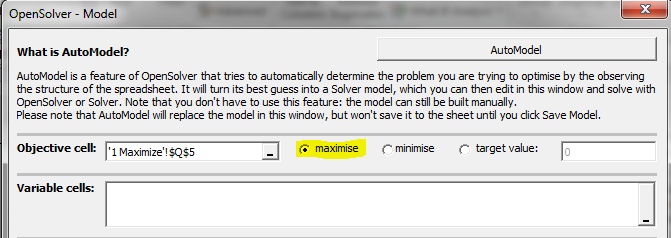 OpenSolver - Model
What is AutoModel?
AutoModel
AutoModel is a feature of OpenSolver that tries to automatically determine the problem you are trying to optimise by the observing
the structure of the spreadsheet. It will turn its best guess into a Solver model, which you can then edit in this window and solve with
OpenSolver or Solver. Note that you don't have to use this feature: the model can still be built manually.
Please note that AutoModel will replace the model in this window, but won't save it to the sheet until you click Save Model.
Objective cell: '1 Maximize'!$Q$5 _ maximise minimise target value: 0
Variable cells: _